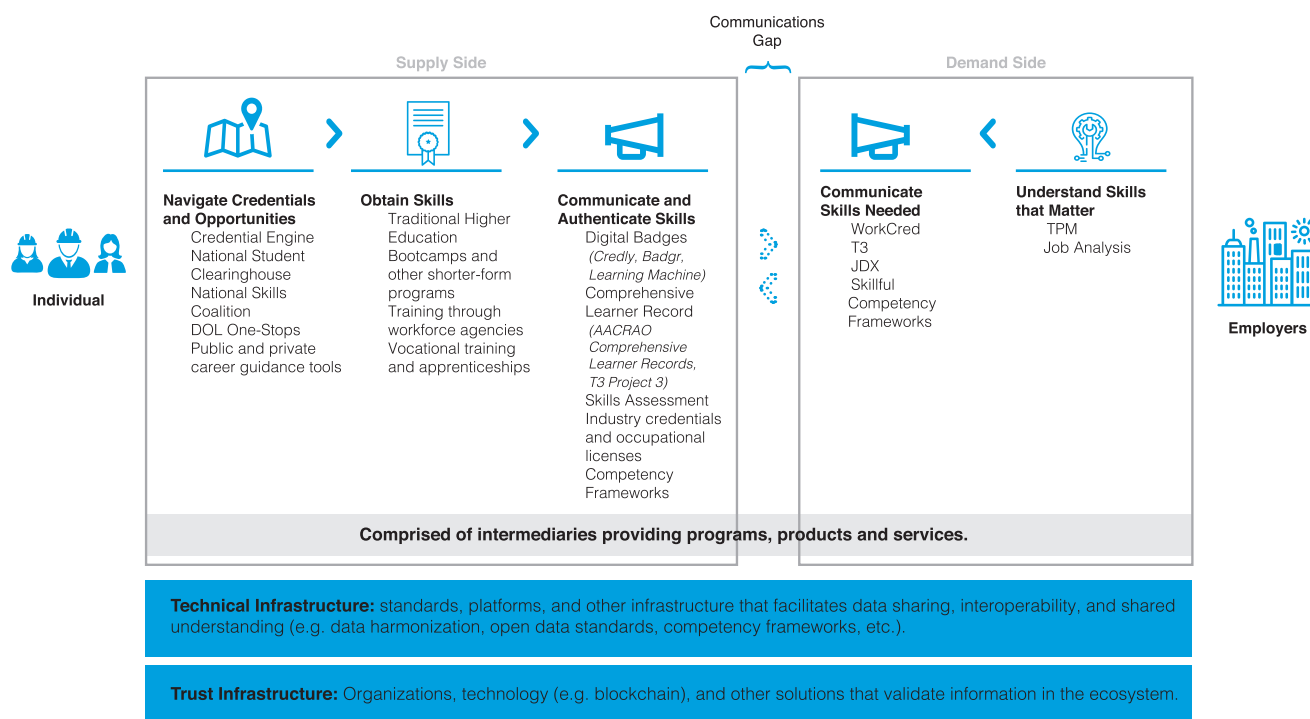 Communications
Gap
Supply Side
Demand Side
Individual
Navigate Credentials
and Opportunities
Credential Engine
National Student
Clearinghouse
National Skills
Coalition
DOL One-Stops
Public and private
career guidance tools
Obtain Skills
Traditional Higher
Education
Bootcamps and
other shorter-form
programs
Training through
workforce agencies
Vocational training
and apprenticeships
Communicate and
Authenticate Skills
Digital Badges
(Credly, Badgr,
Learning Machine)
Comprehensive
Learner Record
(AACRAO
Comprehensive
Learner Records,
T3 Project 3)
Skills Assessment
Industry credentials
and occupational
licenses
Competency
Frameworks
Communicate
Skills Needed
WorkCred
T3
JDX
Skillful
Competency
Frameworks
Understand Skills
that Matter
TPM
Job Analysis
Employers
Comprised of intermediaries providing programs, products and services.
Technical Infrastructure: standards, platforms, and other infrastructure that facilitates data sharing, interoperability, and shared
understanding (e.g. data harmonization, open data standards, competency frameworks, etc.).
Trust Infrastructure: Organizations, technology (e.g. blockchain), and other solutions that validate information in the ecosystem.